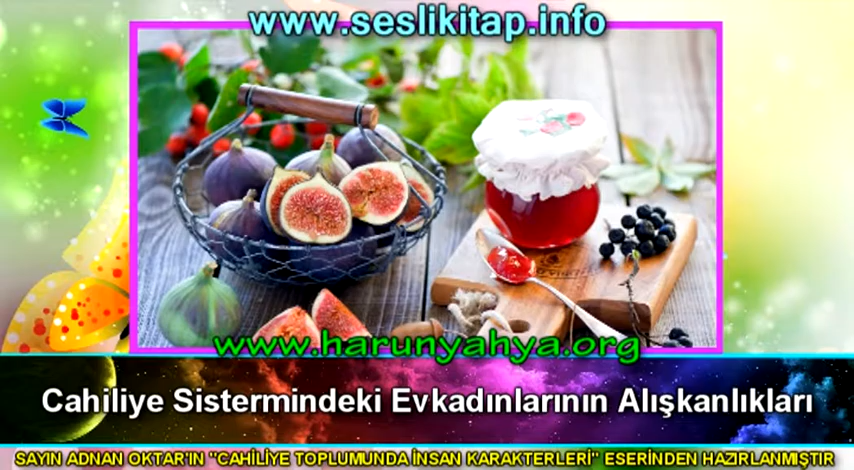 www.seslikitap.info
www.harunyahya.org
Cahiliye Sistermindeki Evkadınlarının Alışkanlıkları
SAYIN ADNAN OKTAR'IN "CAHİLİYE TOPLUMUNDA İNSAN KARAKTERLERİ" ESERİNDEN HAZIRLANMIŞTIR